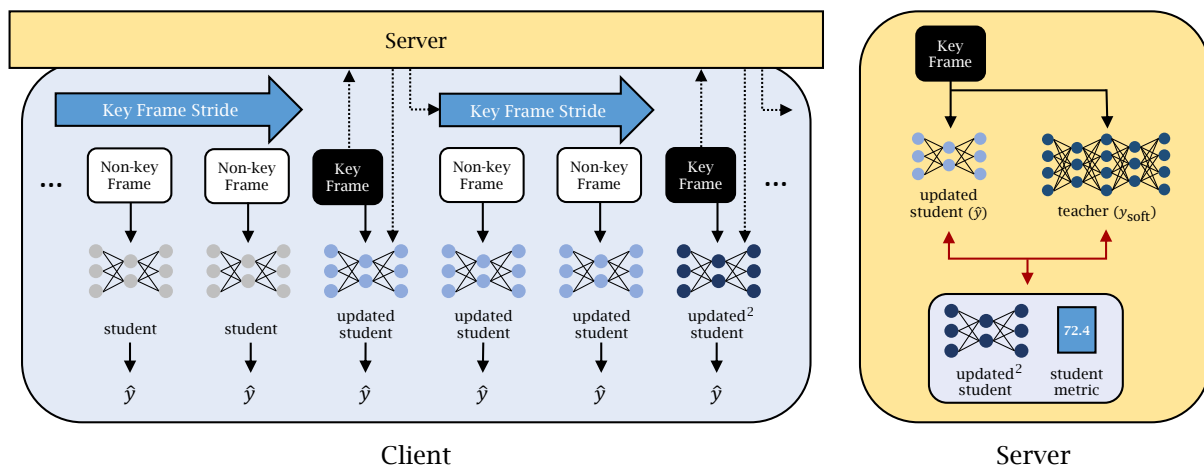 Server
Key Frame Stride
Key Frame Stride
...
Non-key
Frame
Non-key
Frame
Key
Frame
Non-key
Frame
Non-key
Frame
Key
Frame
...
student
student
updated
student
updated
student
updated
student
updated²
student
ŷ
ŷ
ŷ
ŷ
ŷ
ŷ
Client
Key
Frame
updated
student (ŷ)
teacher (y_soft)
72.4
updated²
student
student
metric
Server